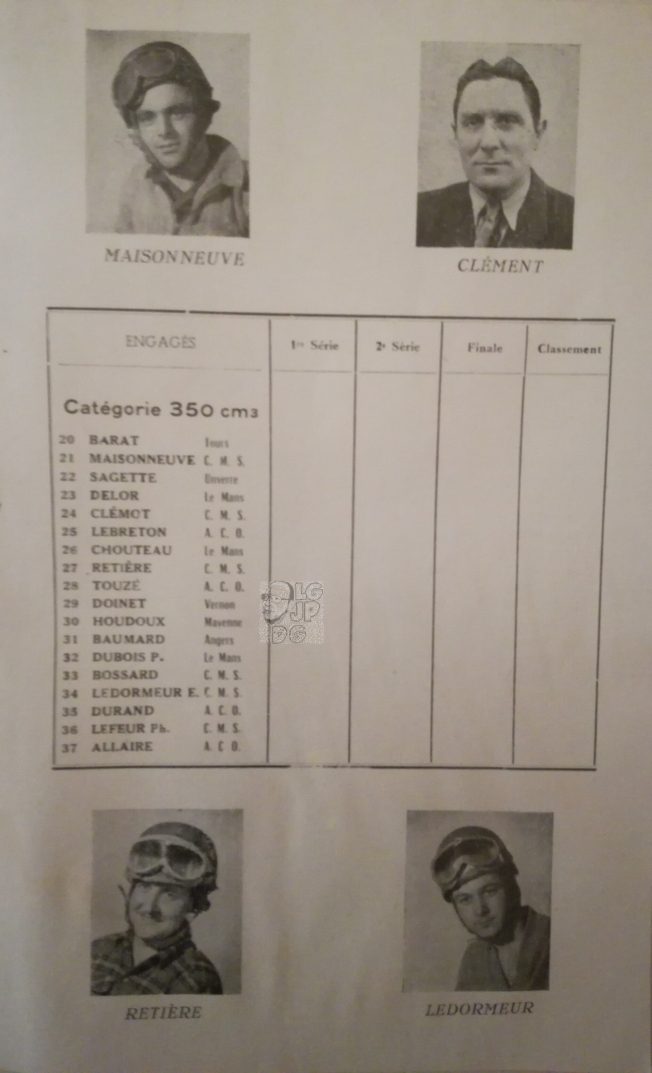 MAISONNEUVE
CLÉMENT
ENGAGÉS 1re Série 2e Série Finale Classement
Catégorie 350 cm3
20 BARAT Tours
21 MAISONNEUVE C. M. S.
22 SAGETTE
23 DELOR Le Mans
24 CLÉMOT C. M. S.
25 LEBRETON A. C. O.
26 CHOUTEAU Le Mans
27 RETIÈRE C. M. S.
28 TOUZÉ A. C. O.
29 DOINET Vernon
30 HOUDOUX Mayenne
31 BAUMARD Angers
32 DUBOIS P. Le Mans
33 BOSSARD C. M. S.
34 LEDORMEUR E. C. M. S.
35 DURAND A. C. O.
36 LEFEUR Ph. C. M. S.
37 ALLAIRE A. C. O.
LG
JP
DG
RETIÈRE
LEDORMEUR